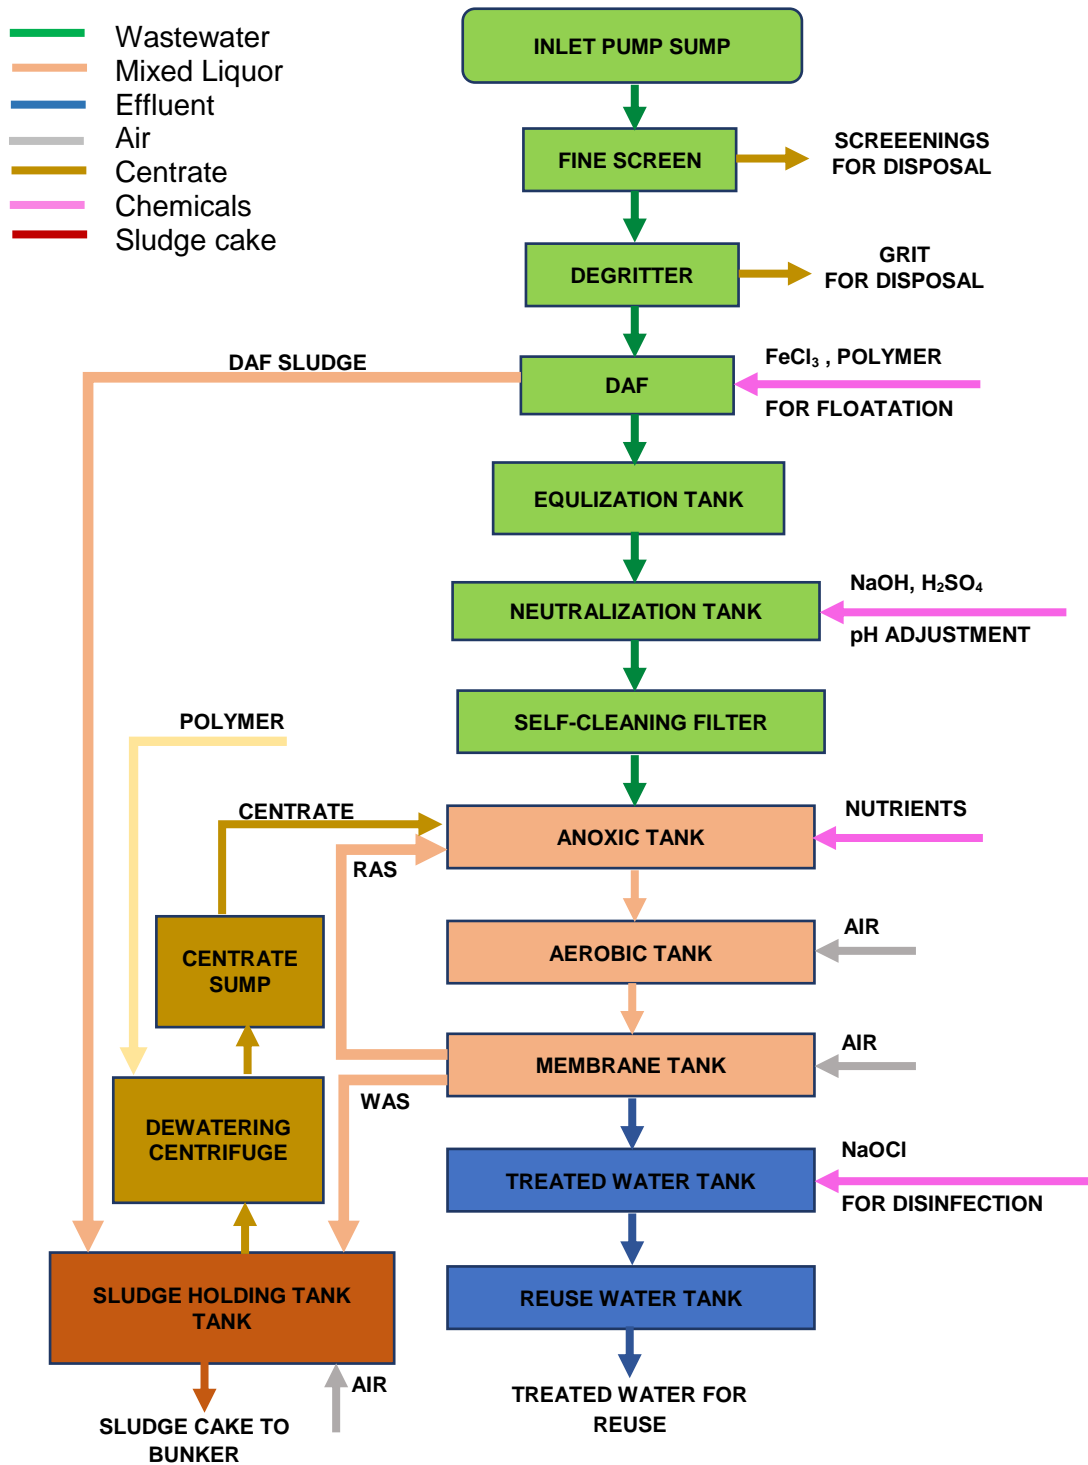 Wastewater
Mixed Liquor
Effluent
Air
Centrate
Chemicals
Sludge cake
INLET PUMP SUMP
FINE SCREEN
SCREEENINGS
FOR DISPOSAL
DEGRITTER
GRIT
FOR DISPOSAL
DAF SLUDGE
DAF
FeCl₃ , POLYMER
FOR FLOATATION
EQULIZATION TANK
NEUTRALIZATION TANK
NaOH, H₂SO₄
pH ADJUSTMENT
SELF-CLEANING FILTER
POLYMER
CENTRATE
RAS
ANOXIC TANK
NUTRIENTS
CENTRATE
SUMP
AEROBIC TANK
AIR
MEMBRANE TANK
AIR
WAS
DEWATERING
CENTRIFUGE
TREATED WATER TANK
NaOCl
FOR DISINFECTION
SLUDGE HOLDING TANK
TANK
REUSE WATER TANK
AIR
SLUDGE CAKE TO
BUNKER
TREATED WATER FOR
REUSE